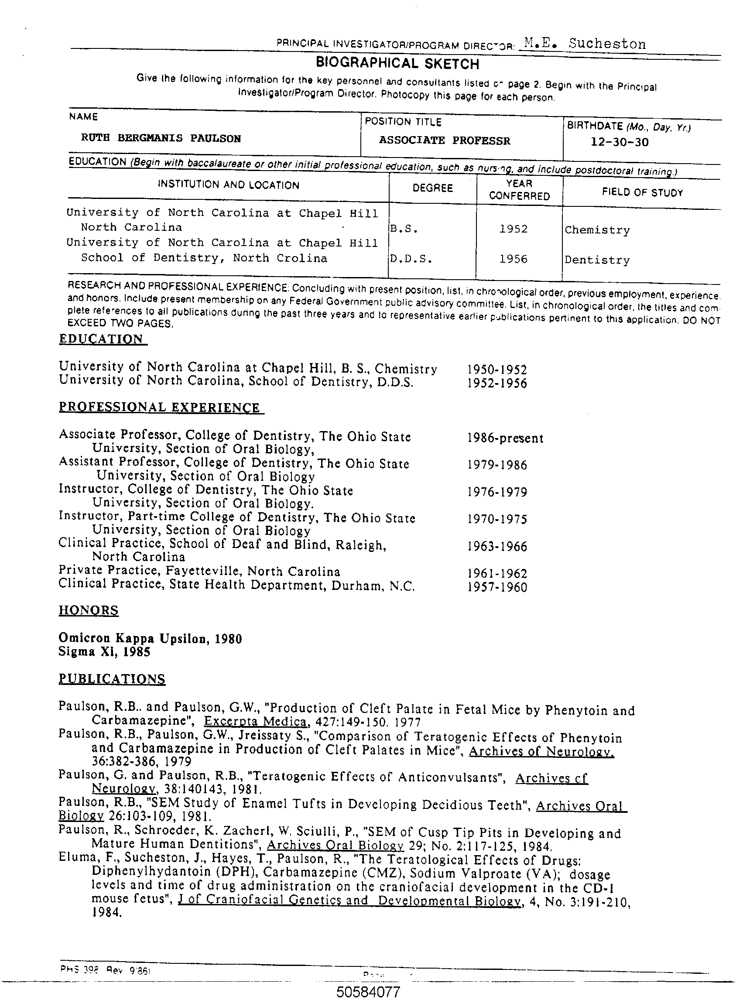 PRINCIPAL INVESTIGATOR/PROGRAM DIRECTOR: M.E. Sucheston
BIOGRAPHICAL SKETCH
Give the following information for the key personnel and consultants listed on page 2. Begin with the Principal
Investigator/Program Director. Photocopy this page for each person.
NAME
POSITION TITLE
BIRTHDATE (Mo., Day, Yr.)
RUTH BERGMANIS PAULSON
ASSOCIATE PROFESSR
12-30-30
EDUCATION (Begin with baccalaureate or other initial professional education, such as nursing, and include postdoctoral training.)
INSTITUTION AND LOCATION
DEGREE
YEAR CONFERRED
FIELD OF STUDY
University of North Carolina at Chapel Hill
North Carolina B.S. 1952 Chemistry
University of North Carolina at Chapel Hill
School of Dentistry, North Crolina D.D.S. 1956 Dentistry
RESEARCH AND PROFESSIONAL EXPERIENCE: Concluding with present position, list, in chronological order, previous employment, experience,
and honors. Include present membership on any Federal Government public advisory committee. List, in chronological order, the titles and com-
plete references to all publications during the past three years and to representative earlier publications pertinent to this application. DO NOT
EXCEED TWO PAGES.
EDUCATION
University of North Carolina at Chapel Hill, B. S., Chemistry 1950-1952
University of North Carolina, School of Dentistry, D.D.S. 1952-1956
PROFESSIONAL EXPERIENCE
Associate Professor, College of Dentistry, The Ohio State 1986-present
University, Section of Oral Biology,
Assistant Professor, College of Dentistry, The Ohio State 1979-1986
University, Section of Oral Biology
Instructor, College of Dentistry, The Ohio State 1976-1979
University, Section of Oral Biology.
Instructor, Part-time College of Dentistry, The Ohio State 1970-1975
University, Section of Oral Biology
Clinical Practice, School of Deaf and Blind, Raleigh, 1963-1966
North Carolina
Private Practice, Fayetteville, North Carolina 1961-1962
Clinical Practice, State Health Department, Durham, N.C. 1957-1960
HONORS
Omicron Kappa Upsilon, 1980
Sigma Xi, 1985
PUBLICATIONS
Paulson, R.B.. and Paulson, G.W., "Production of Cleft Palate in Fetal Mice by Phenytoin and
Carbamazepine", Excerpta Medica, 427:149-150. 1977
Paulson, R.B., Paulson, G.W., Jreissaty S., "Comparison of Teratogenic Effects of Phenytoin
and Carbamazepine in Production of Cleft Palates in Mice", Archives of Neurology,
36:382-386, 1979
Paulson, G. and Paulson, R.B., "Teratogenic Effects of Anticonvulsants", Archives of
Neurology, 38:140143, 1981.
Paulson, R.B., "SEM Study of Enamel Tufts in Developing Decidious Teeth", Archives Oral
Biology 26:103-109, 1981.
Paulson, R., Schroeder, K. Zacherl, W. Sciulli, P., "SEM of Cusp Tip Pits in Developing and
Mature Human Dentitions", Archives Oral Biology 29; No. 2:117-125, 1984.
Eluma, F., Sucheston, J., Hayes, T., Paulson, R., "The Teratological Effects of Drugs:
Diphenylhydantoin (DPH), Carbamazepine (CMZ), Sodium Valproate (VA); dosage
levels and time of drug administration on the craniofacial development in the CD-1
mouse fetus", J of Craniofacial Genetics and Developmental Biology, 4, No. 3:191-210,
1984.
PHS 398 Rev. 9/86)
50584077